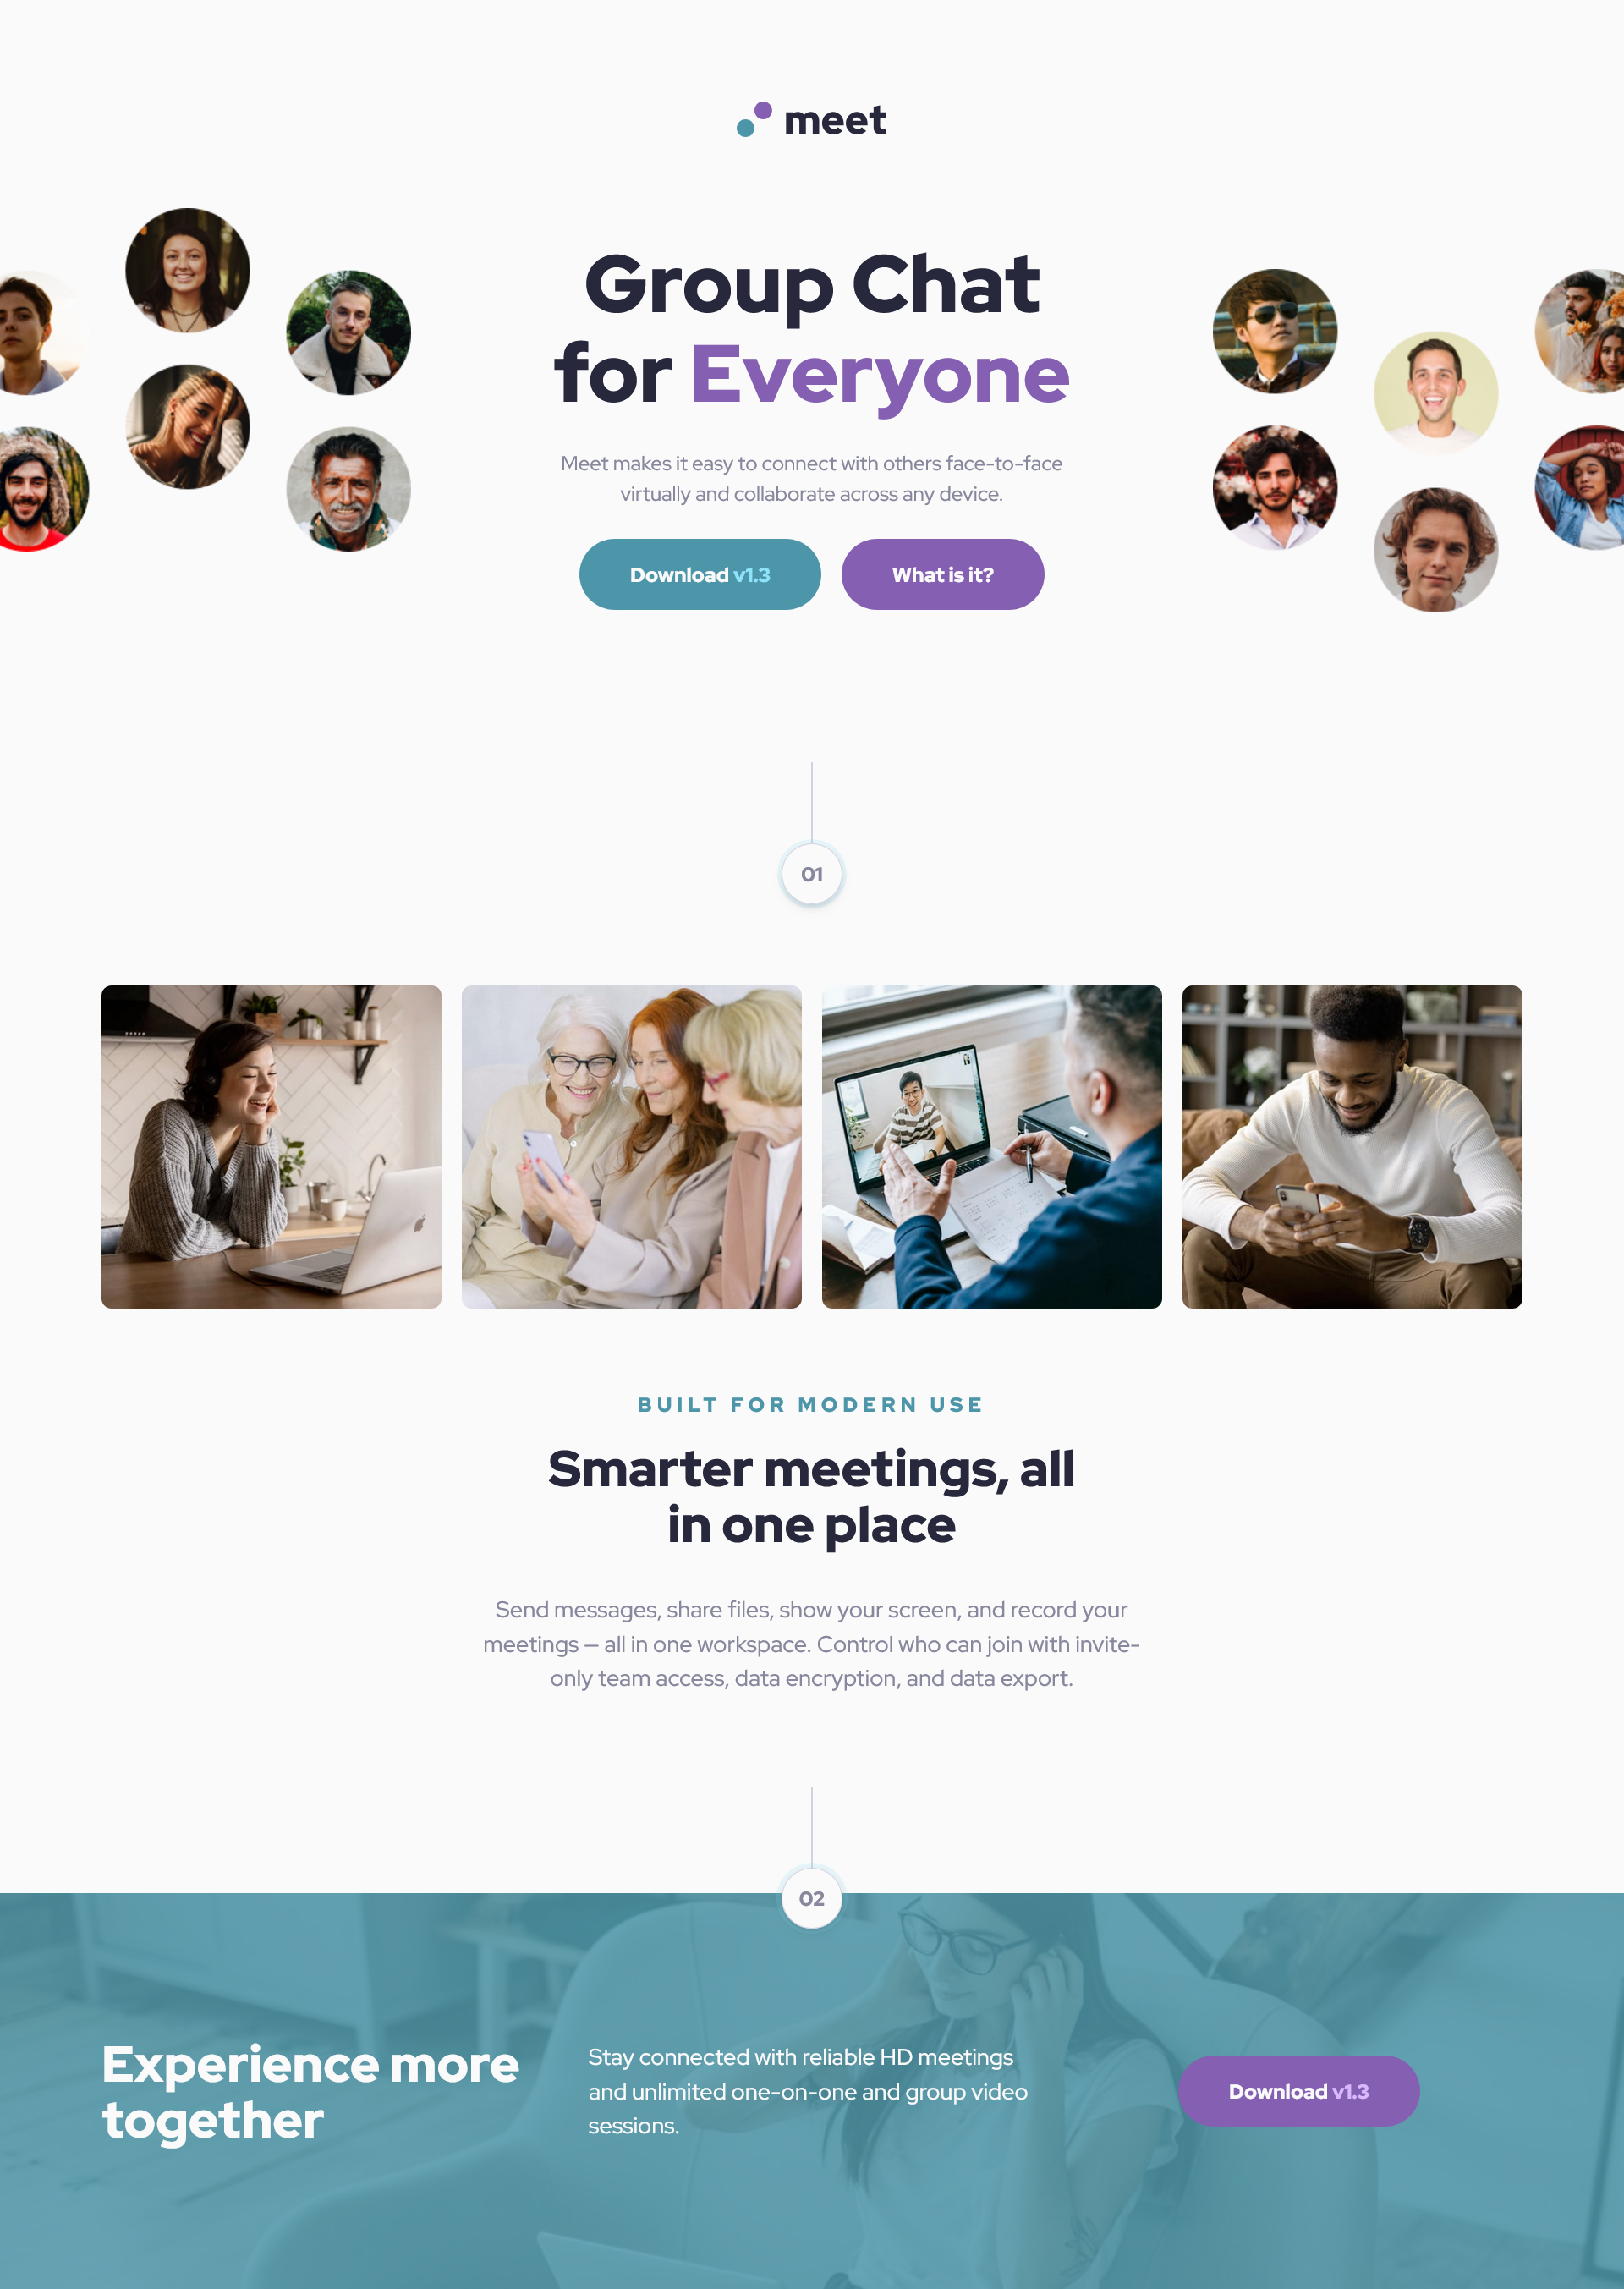 meet
Group Chat
for Everyone
Meet makes it easy to connect with others face-to-face
virtually and collaborate across any device.
Download v1.3
What is it?
01
BUILT FOR MODERN USE
Smarter meetings, all
in one place
Send messages, share files, show your screen, and record your
meetings — all in one workspace. Control who can join with invite-
only team access, data encryption, and data export.
02
Experience more
together
Stay connected with reliable HD meetings
and unlimited one-on-one and group video
sessions.
Download v1.3